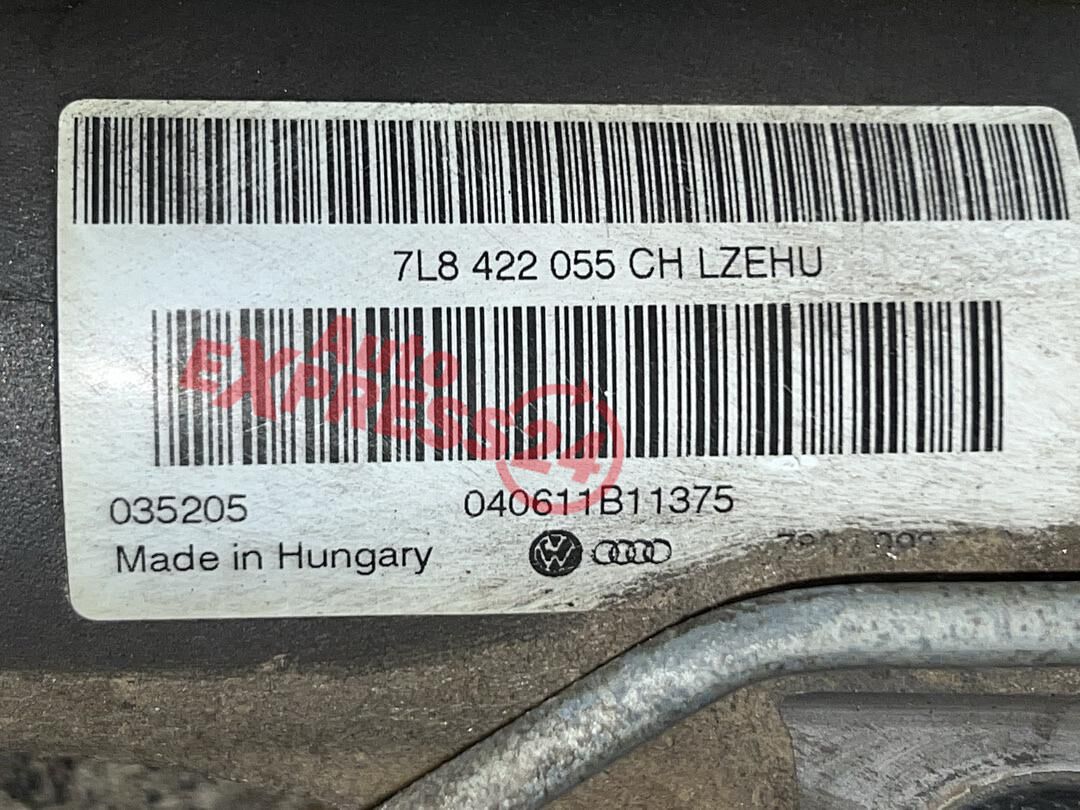 7L8 422 055 CH LZEHU
Auto
EXPRESS24
035205 040611B11375
Made in Hungary